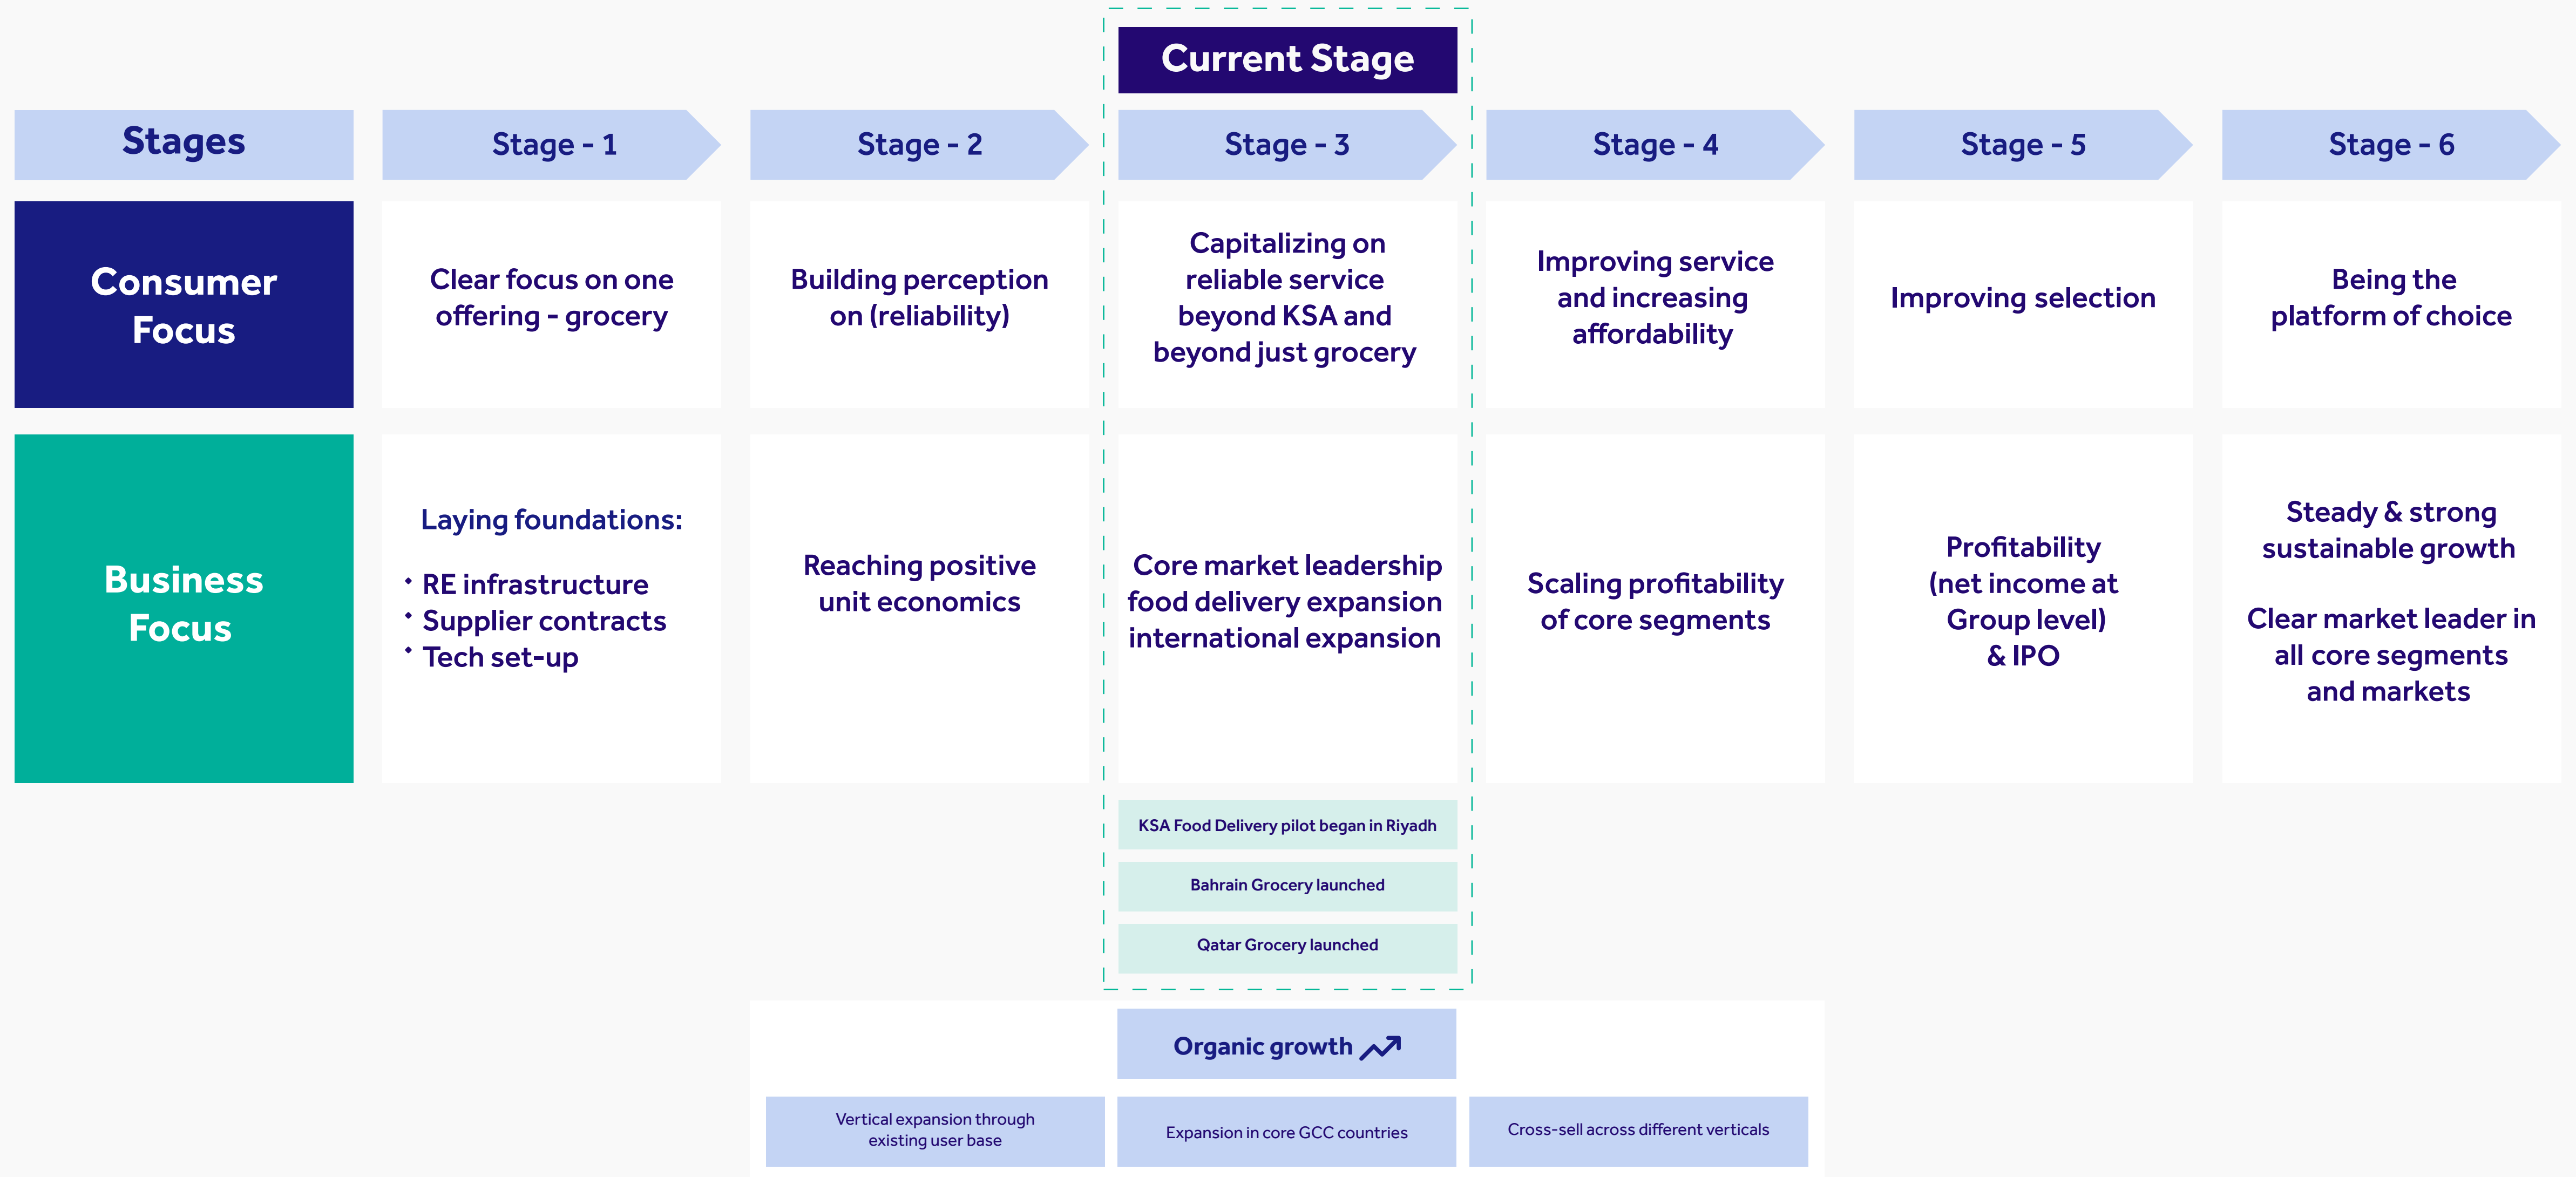 Current Stage
Stages
Stage - 1
Stage - 2
Stage - 3
Stage - 4
Stage - 5
Stage - 6
Consumer
Focus
Clear focus on one
offering - grocery
Building perception
on (reliability)
Capitalizing on
reliable service
beyond KSA and
beyond just grocery
Improving service
and increasing
affordability
Improving selection
Being the
platform of choice
Business
Focus
Laying foundations:
• RE infrastructure
• Supplier contracts
• Tech set-up
Reaching positive
unit economics
Core market leadership
food delivery expansion
international expansion
Scaling profitability
of core segments
Profitability
(net income at
Group level)
& IPO
Steady & strong
sustainable growth
Clear market leader in
all core segments
and markets
KSA Food Delivery pilot began in Riyadh
Bahrain Grocery launched
Qatar Grocery launched
Organic growth
Vertical expansion through
existing user base
Expansion in core GCC countries
Cross-sell across different verticals